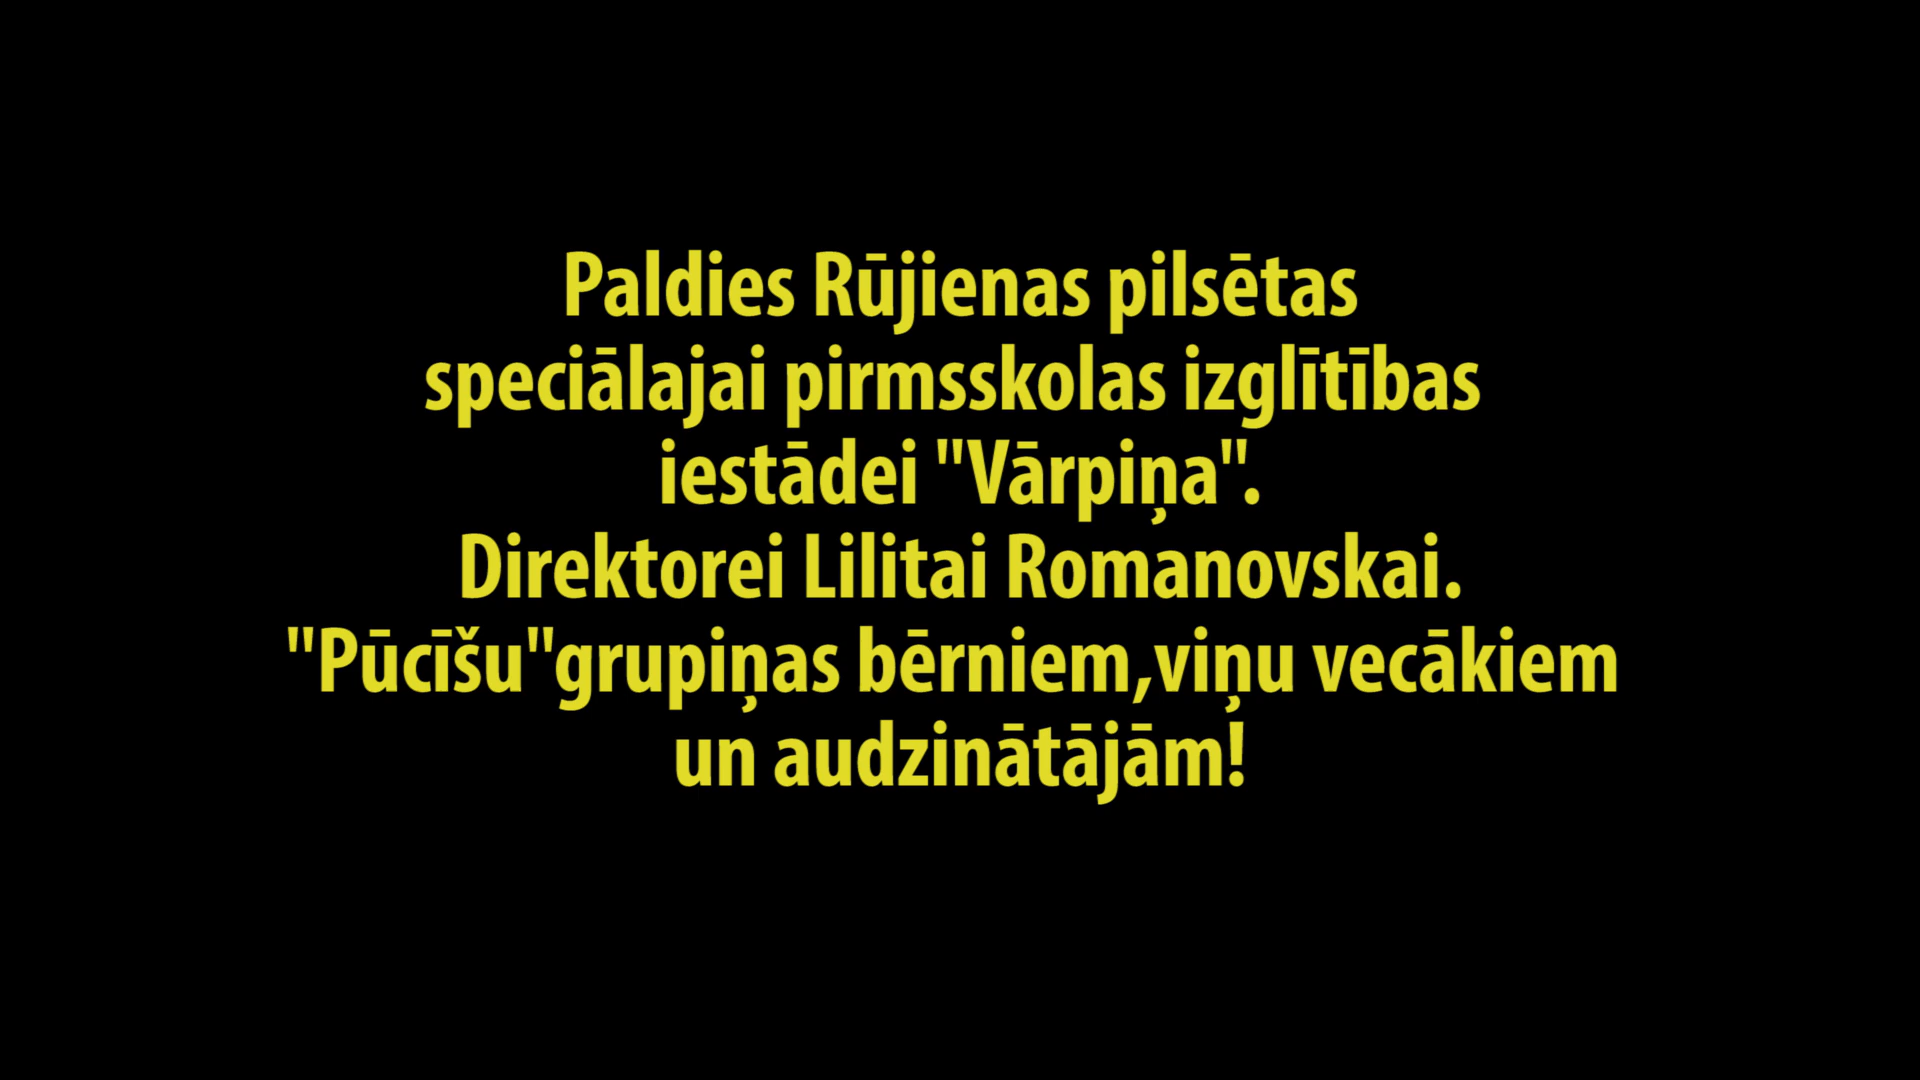 Paldies Rūjienas pilsētas
speciālajai pirmsskolas izglītības
iestādei "Vārpiņa".
Direktorei Lilitai Romanovskai.
"Pūcīšu"grupiņas bērniem,viņu vecākiem
un audzinātājām!